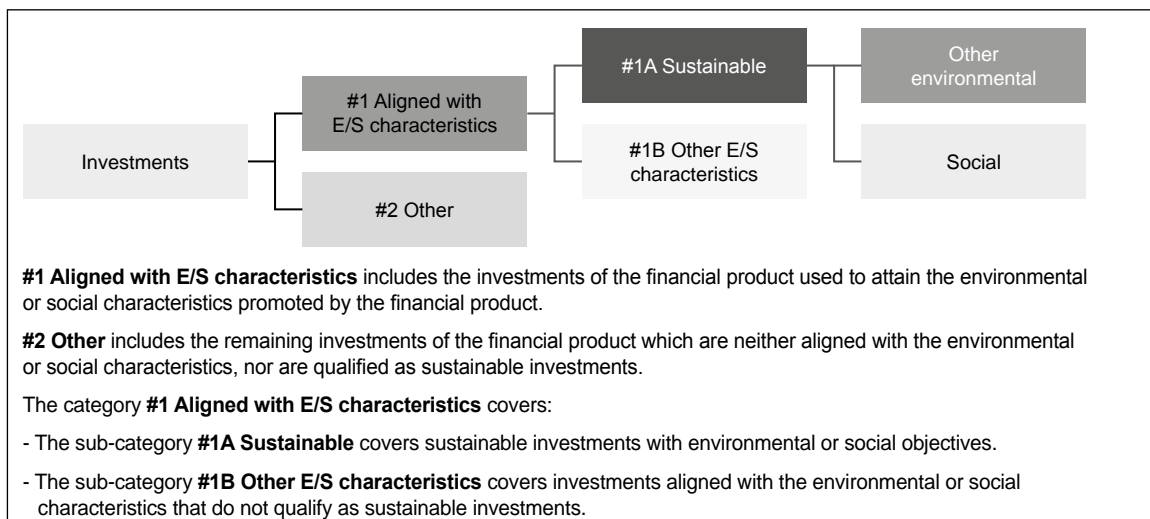 Investments
#1 Aligned with
E/S characteristics
#2 Other
#1A Sustainable
#1B Other E/S
characteristics
Other
environmental
Social
#1 Aligned with E/S characteristics includes the investments of the financial product used to attain the environmental
or social characteristics promoted by the financial product.
#2 Other includes the remaining investments of the financial product which are neither aligned with the environmental
or social characteristics, nor are qualified as sustainable investments.
The category #1 Aligned with E/S characteristics covers:
- The sub-category #1A Sustainable covers sustainable investments with environmental or social objectives.
- The sub-category #1B Other E/S characteristics covers investments aligned with the environmental or social
characteristics that do not qualify as sustainable investments.